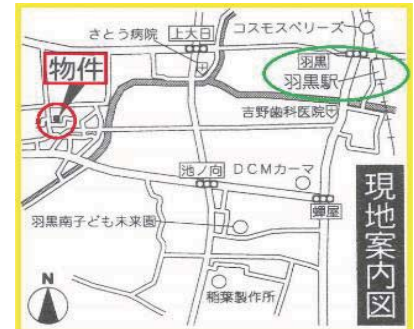 さとう病院
上大日
コスモスベリーズ
物件
羽黒
羽黒駅
吉野歯科医院
池ノ向
DCMカーマ
蝉屋
羽黒南子ども未来園
稲葉製作所
現地案内図
N